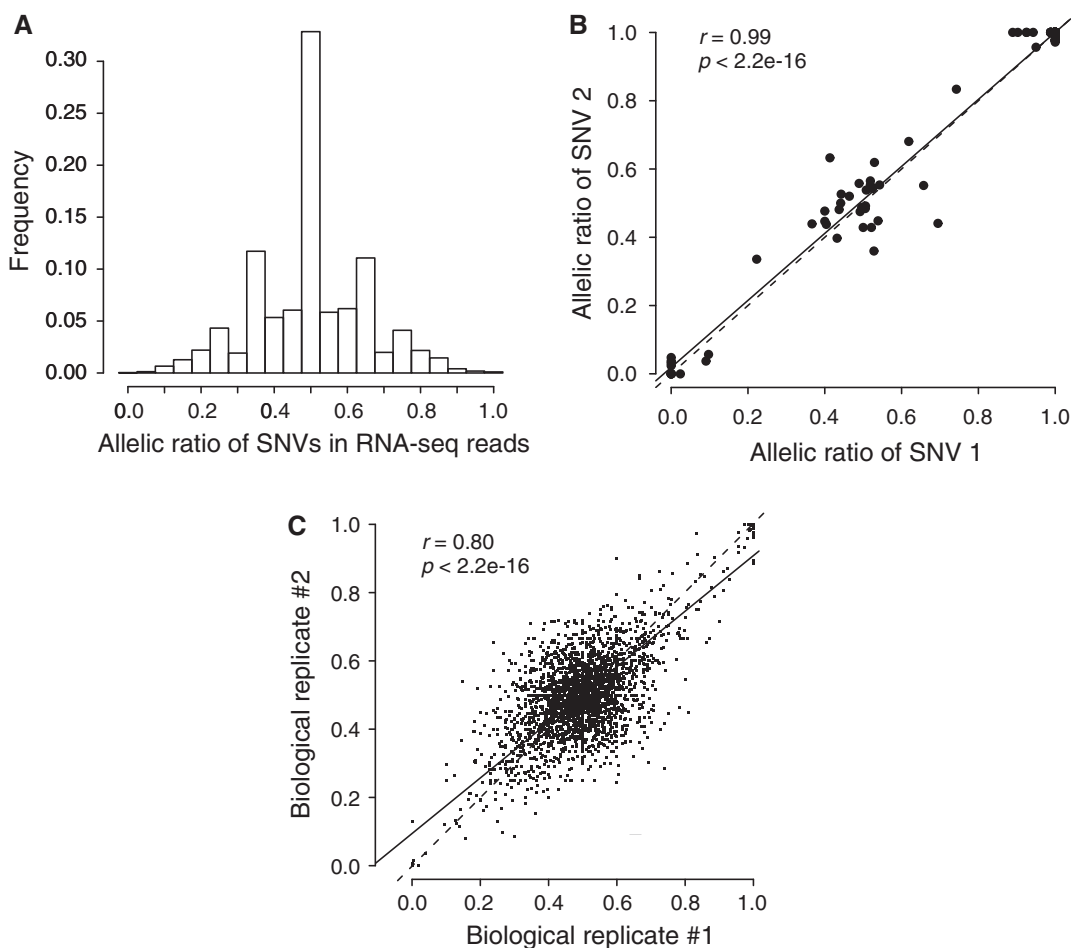 A
0.30
0.25
0.20
0.15
0.10
0.05
0.00
Frequency
0.0 0.2 0.4 0.6 0.8 1.0
Allelic ratio of SNVs in RNA-seq reads
B
r = 0.99
p < 2.2e-16
1.0
0.8
0.6
0.4
0.2
0.0
Allelic ratio of SNV 2
0.0 0.2 0.4 0.6 0.8 1.0
Allelic ratio of SNV 1
C
r = 0.80
p < 2.2e-16
1.0
0.8
0.6
0.4
0.2
0.0
Biological replicate #2
0.0 0.2 0.4 0.6 0.8 1.0
Biological replicate #1